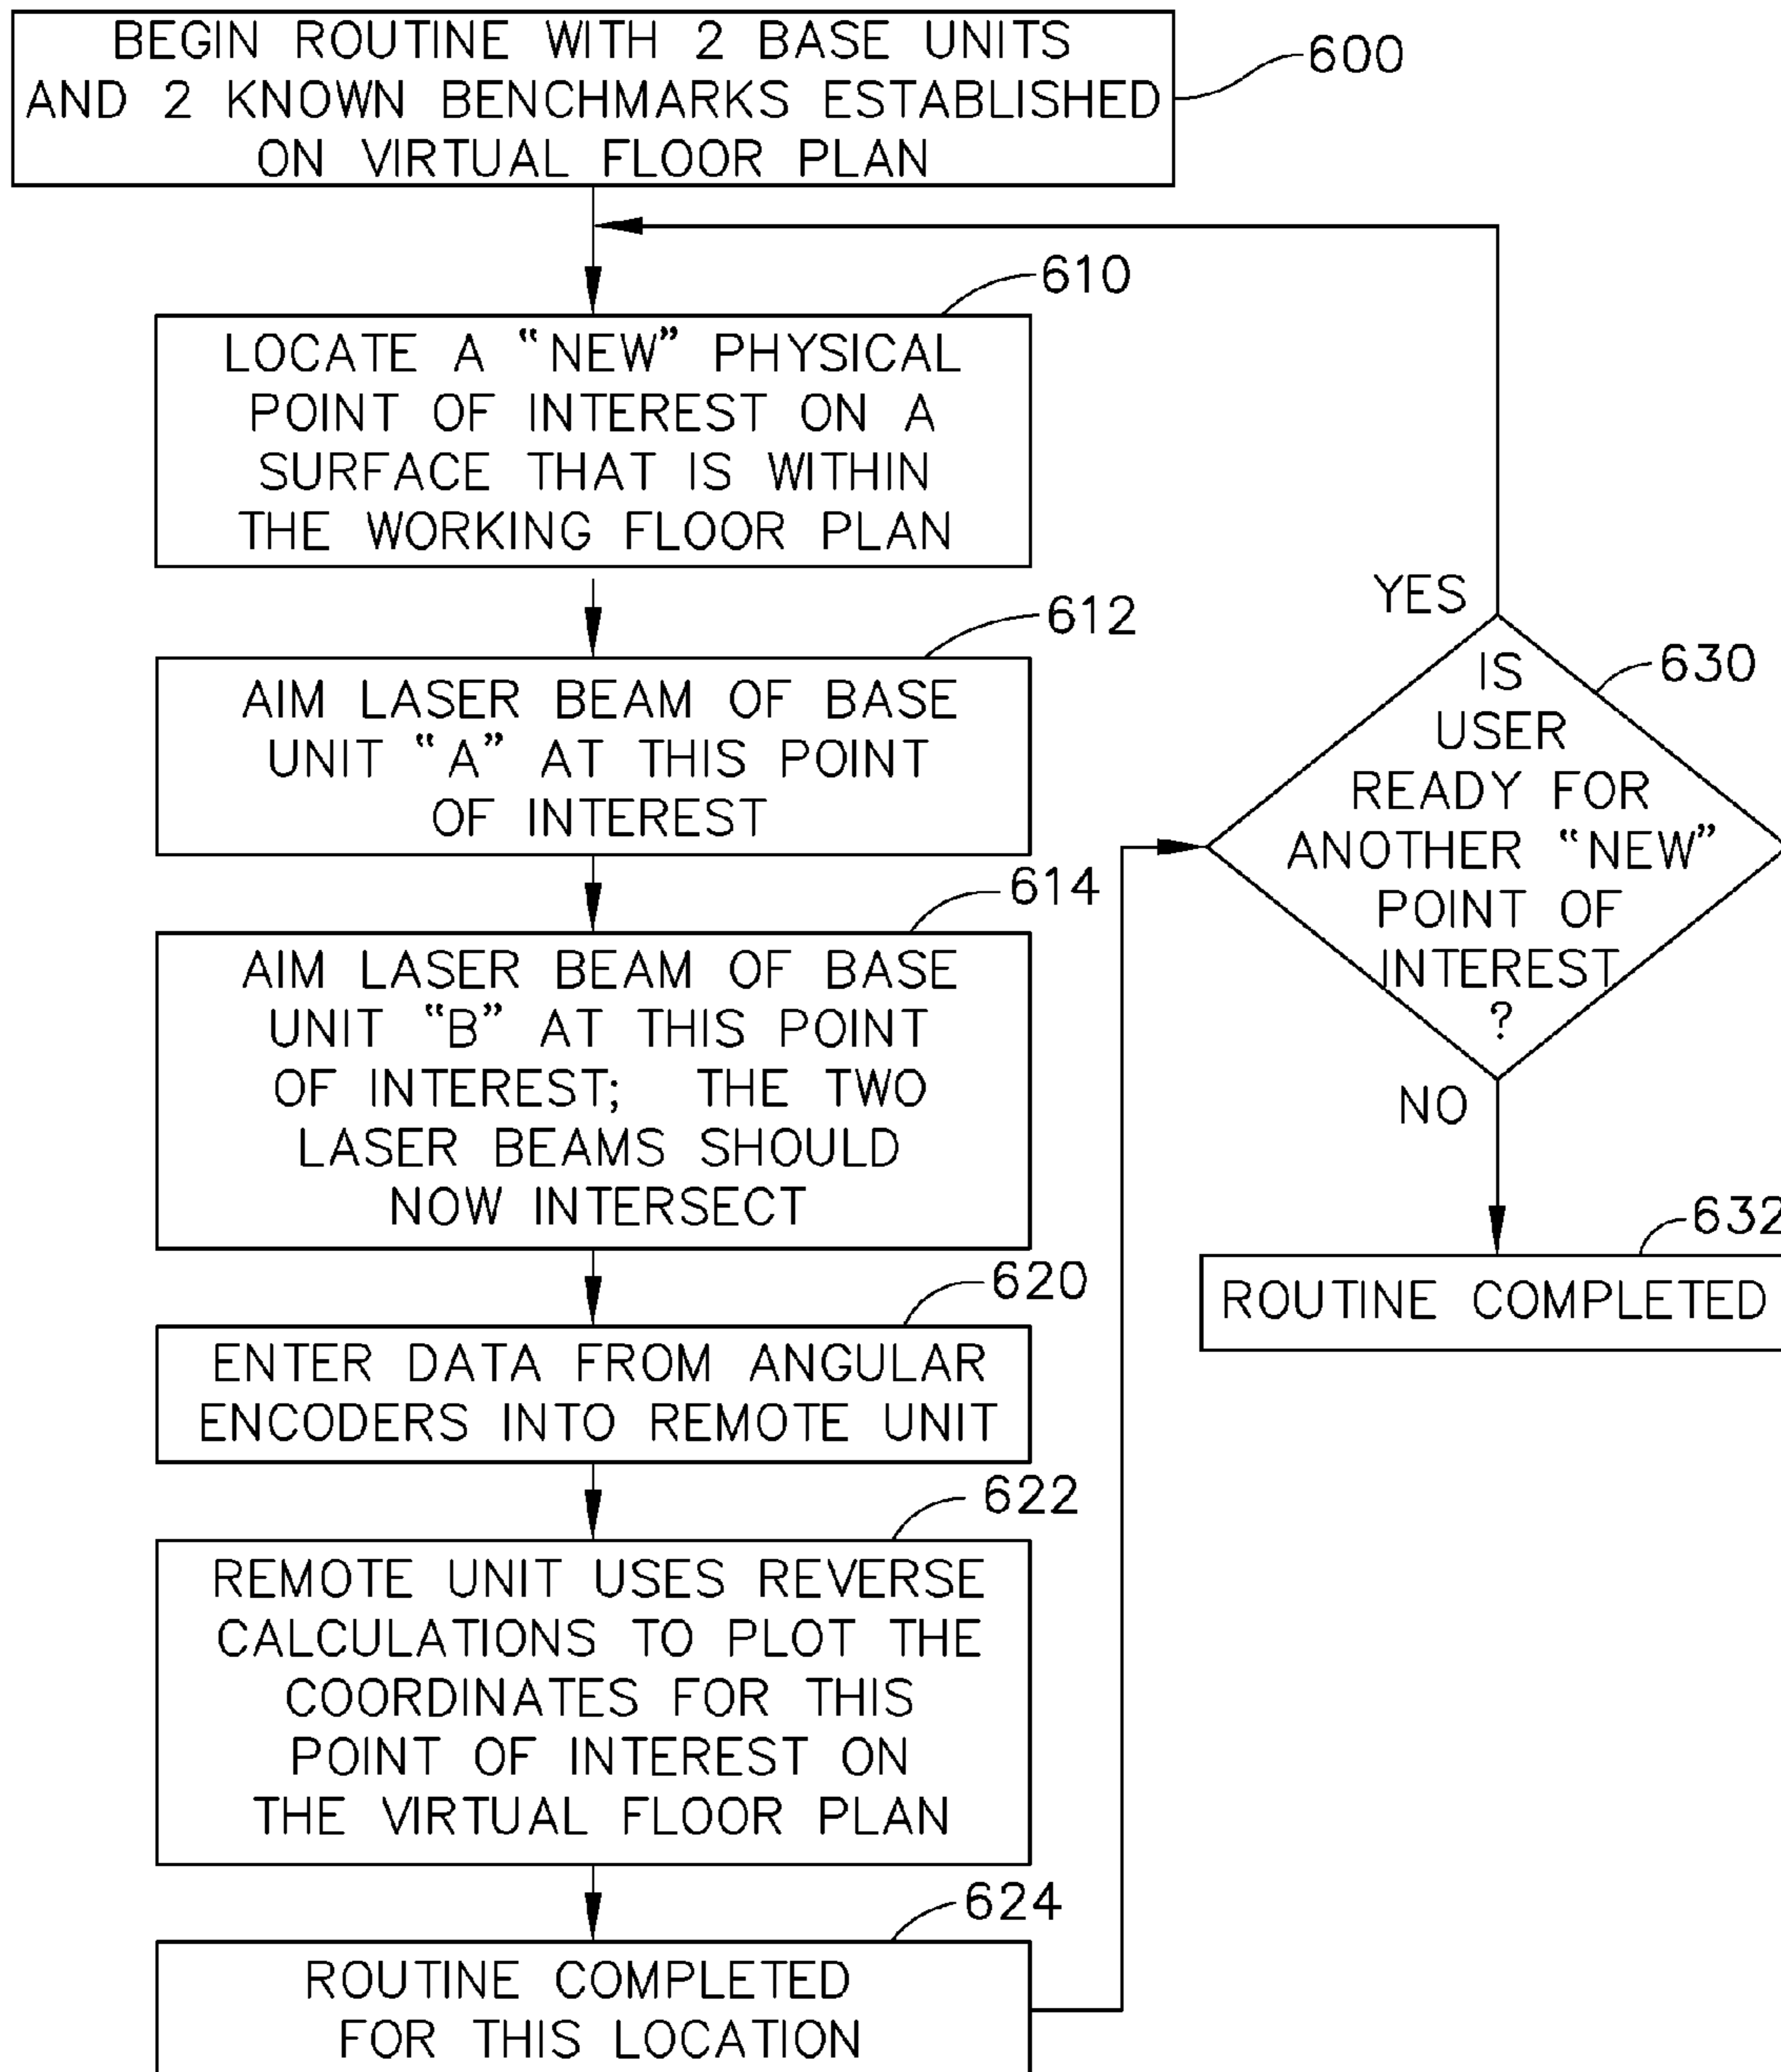 BEGIN ROUTINE WITH 2 BASE UNITS
AND 2 KNOWN BENCHMARKS ESTABLISHED
ON VIRTUAL FLOOR PLAN
600
610
LOCATE A “NEW” PHYSICAL
POINT OF INTEREST ON A
SURFACE THAT IS WITHIN
THE WORKING FLOOR PLAN
612
AIM LASER BEAM OF BASE
UNIT “A” AT THIS POINT
OF INTEREST
614
AIM LASER BEAM OF BASE
UNIT “B” AT THIS POINT
OF INTEREST; THE TWO
LASER BEAMS SHOULD
NOW INTERSECT
620
ENTER DATA FROM ANGULAR
ENCODERS INTO REMOTE UNIT
622
REMOTE UNIT USES REVERSE
CALCULATIONS TO PLOT THE
COORDINATES FOR THIS
POINT OF INTEREST ON
THE VIRTUAL FLOOR PLAN
624
ROUTINE COMPLETED
FOR THIS LOCATION
YES
630
IS
USER
READY FOR
ANOTHER “NEW”
POINT OF
INTEREST
?
NO
632
ROUTINE COMPLETED